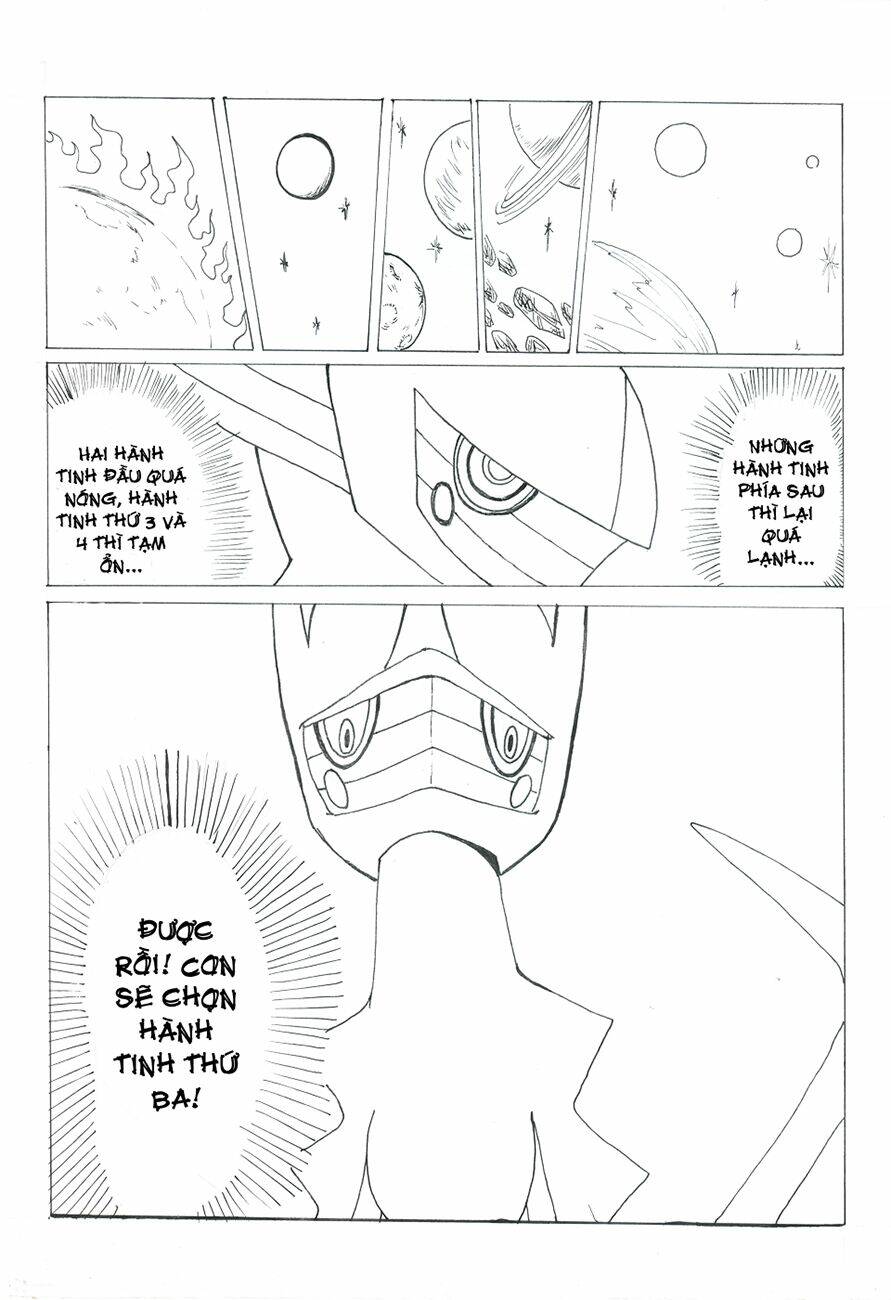 HAI HÀNH
TINH ĐẦU QUÁ
NÓNG, HÀNH
TINH THỨ 3 VÀ
4 THÌ TẠM
ỔN...
NHỮNG
HÀNH TINH
PHÍA SAU
THÌ LẠI
QUÁ
LẠNH...
ĐƯỢC
RỒI! CON
SẼ CHỌN
HÀNH
TINH THỨ
BA!